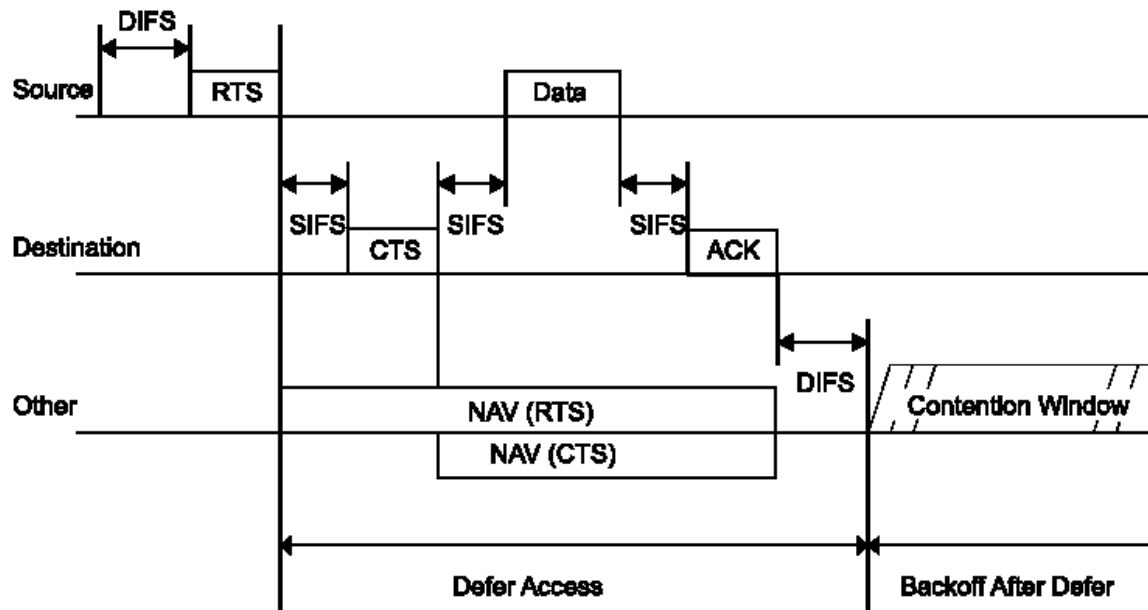 DIFS
Source
RTS
Data
SIFS
SIFS
SIFS
Destination
CTS
ACK
DIFS
Other
NAV (RTS)
Contention Window
NAV (CTS)
Defer Access
Backoff After Defer